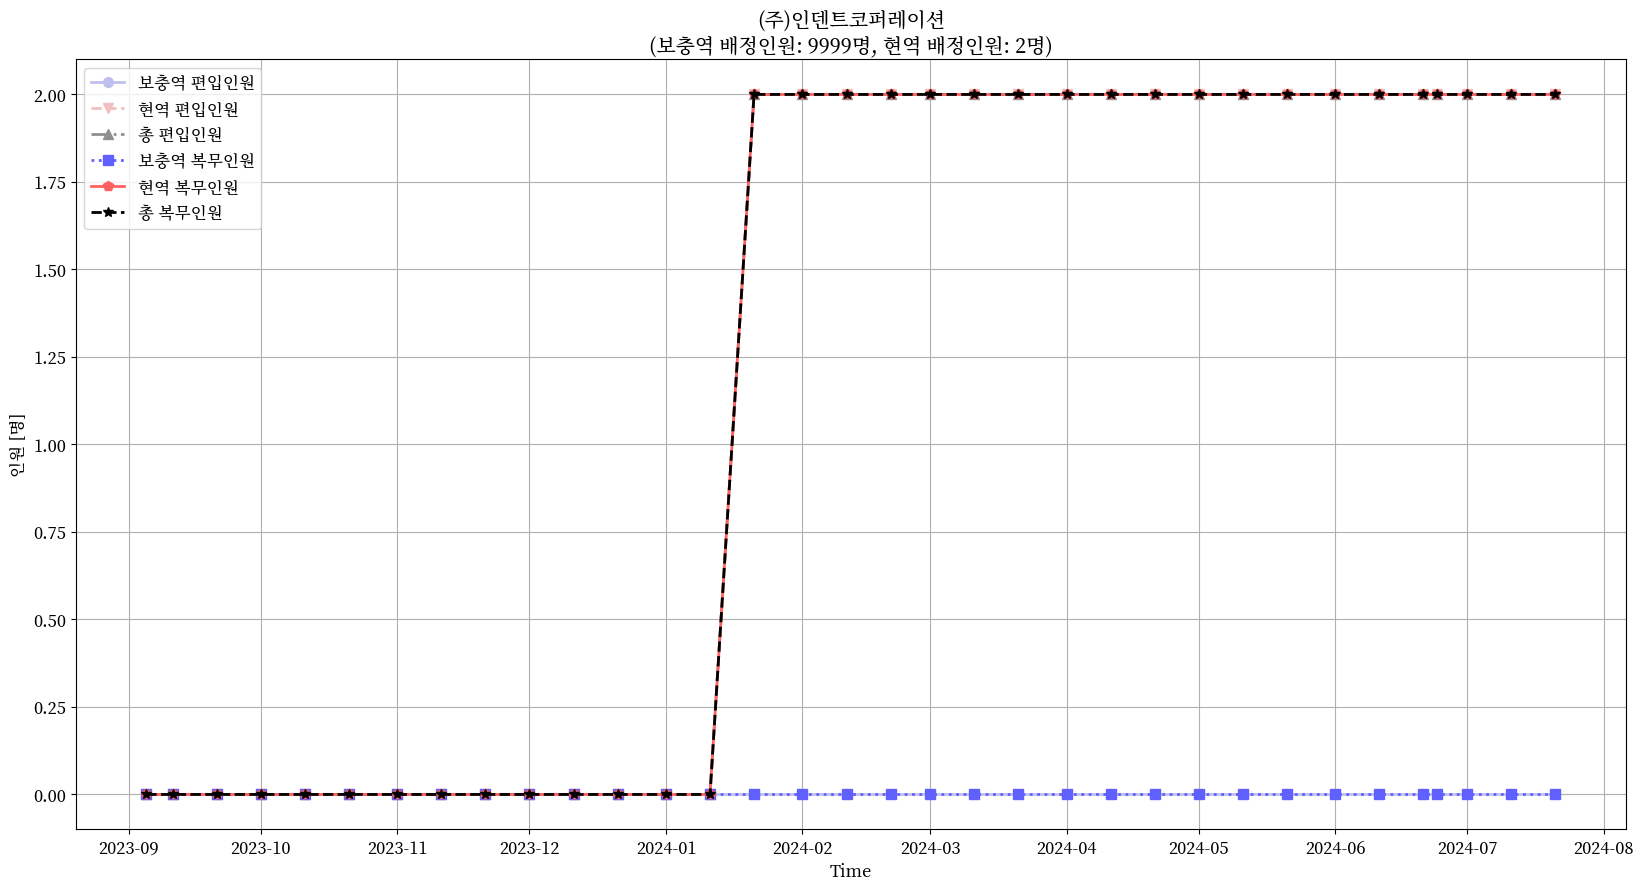 (주)인덴트코퍼레이션
(보충역 배정인원: 9999명, 현역 배정인원: 2명)
보충역 편입인원
현역 편입인원
총 편입인원
보충역 복무인원
현역 복무인원
총 복무인원
2.00
1.75
1.50
1.25
1.00
0.75
0.50
0.25
0.00
인원 [명]
2023-09 2023-10 2023-11 2023-12 2024-01 2024-02 2024-03 2024-04 2024-05 2024-06 2024-07 2024-08
Time